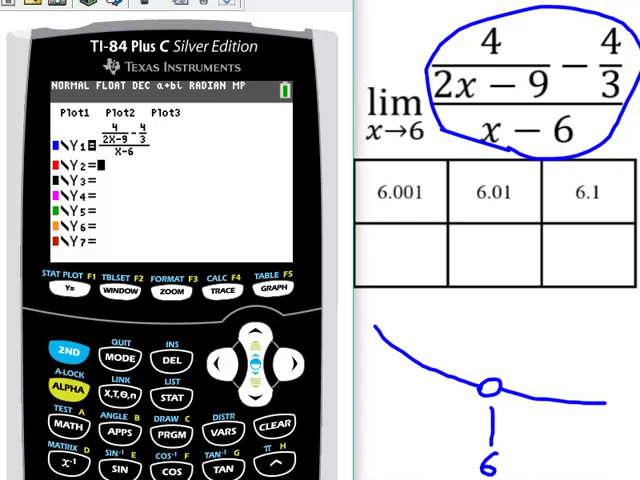 TI-84 Plus C Silver Edition
TEXAS INSTRUMENTS
NORMAL FLOAT DEC a+bi RADIAN MP
Plot1 Plot2 Plot3
\Y1=
4/(2X-9) - 4/3
X-6
\Y2=
\Y3=
\Y4=
\Y5=
\Y6=
\Y7=
STAT PLOT F1 TBLSET F2 FORMAT F3 CALC F4 TABLE F5
Y= WINDOW ZOOM TRACE GRAPH
QUIT INS
2ND MODE DEL
A-LOCK LINK LIST
ALPHA X,T,θ,n STAT
TEST A ANGLE B DRAW C DISTR
MATH APPS PRGM VARS CLEAR
MATRIX D SIN⁻¹ E COS⁻¹ F TAN⁻¹ G π H
x⁻¹ SIN COS TAN ^
4/(2x − 9) − 4/3
lim
x→6
x − 6
6.001 6.01 6.1
6